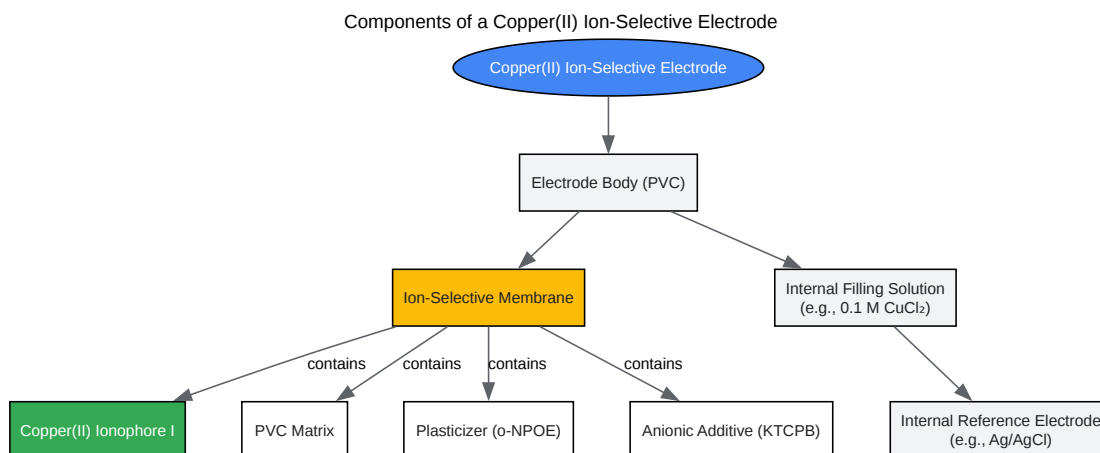 Components of a Copper(II) Ion-Selective Electrode
Copper(II) Ion-Selective Electrode
Electrode Body (PVC)
Ion-Selective Membrane
Internal Filling Solution
(e.g., 0.1 M CuCl₂)
contains
contains
contains
contains
Copper(II) Ionophore I
PVC Matrix
Plasticizer (o-NPOE)
Anionic Additive (KTCPB)
Internal Reference Electrode
(e.g., Ag/AgCl)